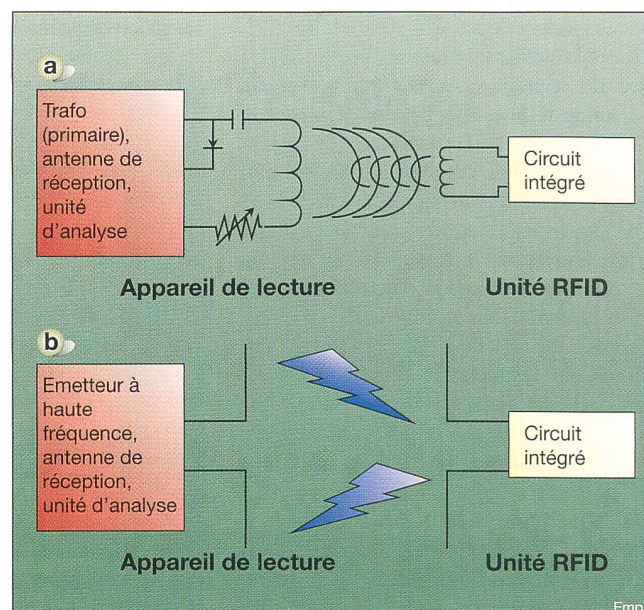 a
Trafo
(primaire),
antenne de
réception,
unité
d'analyse
Circuit
intégré
Appareil de lecture
Unité RFID
b
Emetteur à
haute
fréquence,
antenne de
réception,
unité d'analyse
Circuit
intégré
Appareil de lecture
Unité RFID